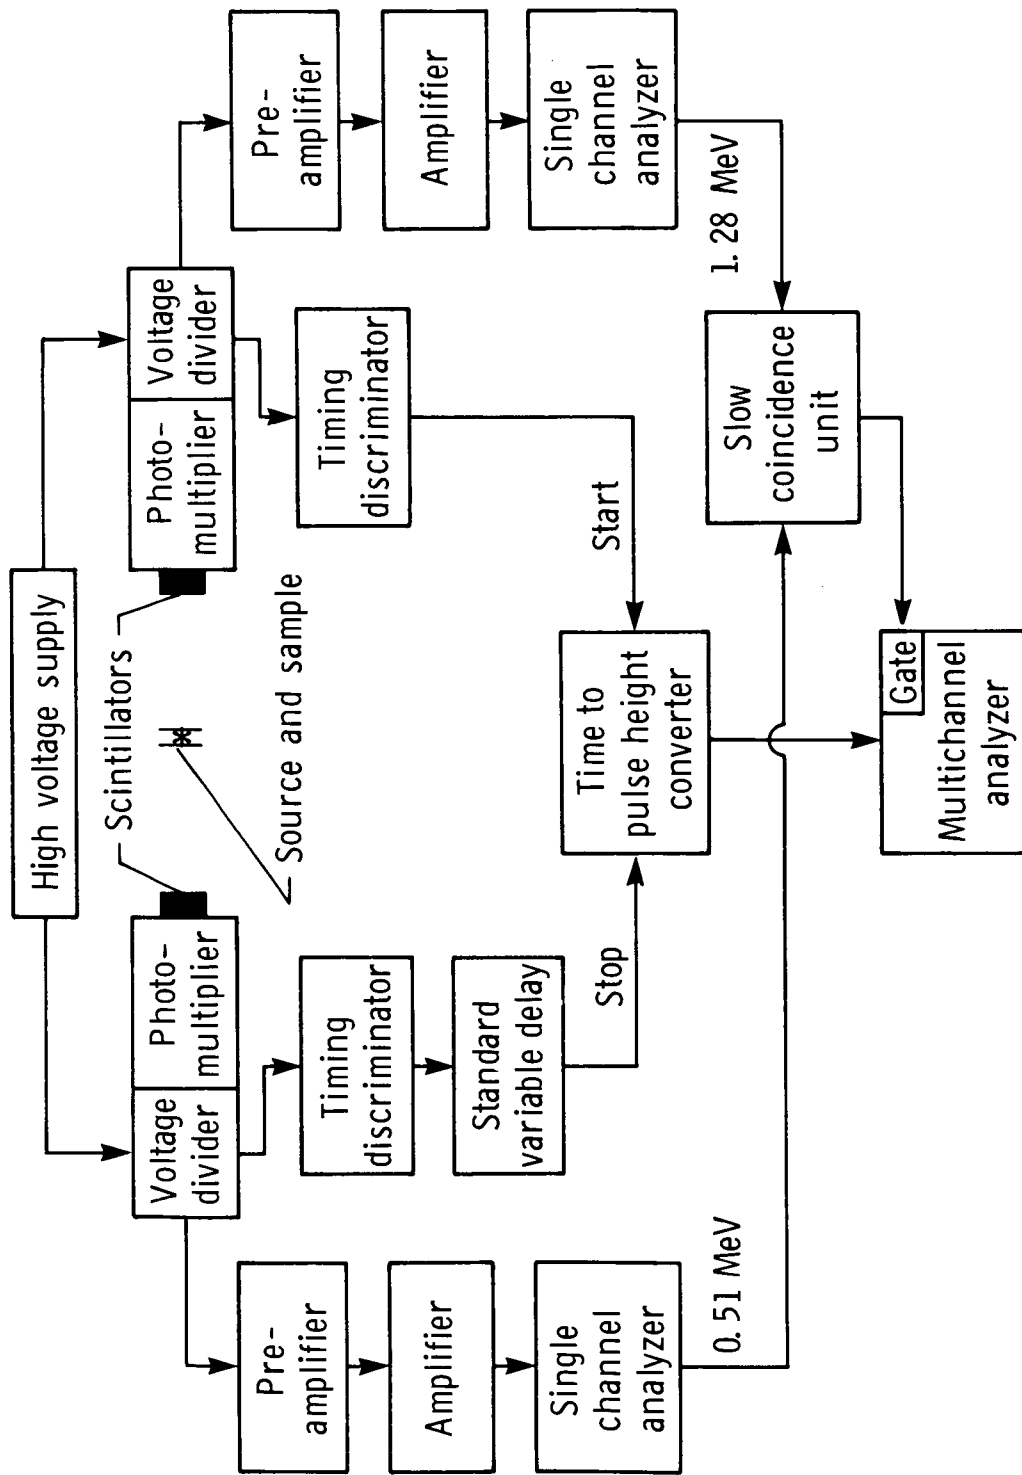 High voltage supply
Scintillators
Source and sample
Voltage
divider
Photo-
multiplier
Photo-
multiplier
Voltage
divider
Pre-
amplifier
Timing
discriminator
Timing
discriminator
Pre-
amplifier
Amplifier
Standard
variable delay
Amplifier
Single
channel
analyzer
Stop
Time to
pulse height
converter
Start
Single
channel
analyzer
0.51 MeV
1.28 MeV
Slow
coincidence
unit
Gate
Multichannel
analyzer